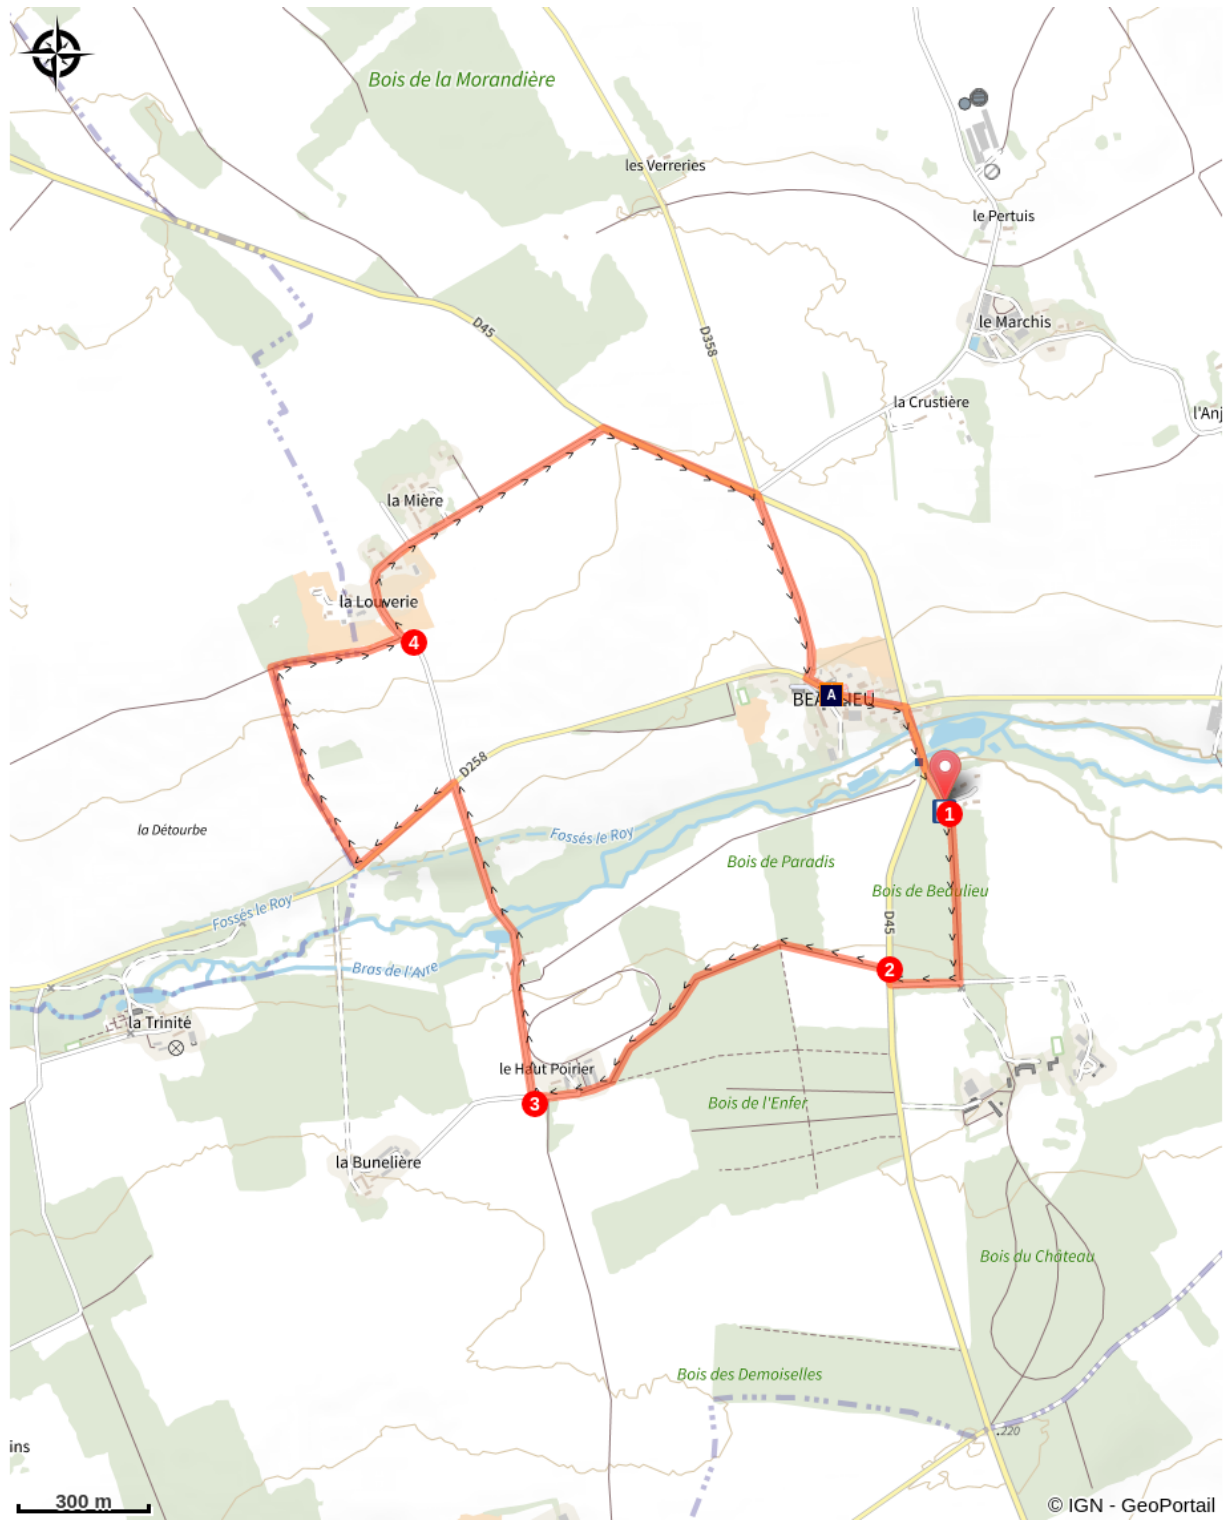 Bois de la Morandière
les Verreries
le Pertuis
le Marchis
D45
D358
la Crustière
l'Anj
la Mière
la Louverie
4
A
BEAULIEU
D258
1
la Détourbe
Fossés le Roy
Bois de Paradis
Bois de Beaulieu
Fossés le Roy
D45
2
Bras de l'Avre
la Trinité
le Haut Poirier
3
Bois de l'Enfer
la Bunelière
Bois du Château
Bois des Demoiselles
220
ins
300 m
© IGN - GeoPortail